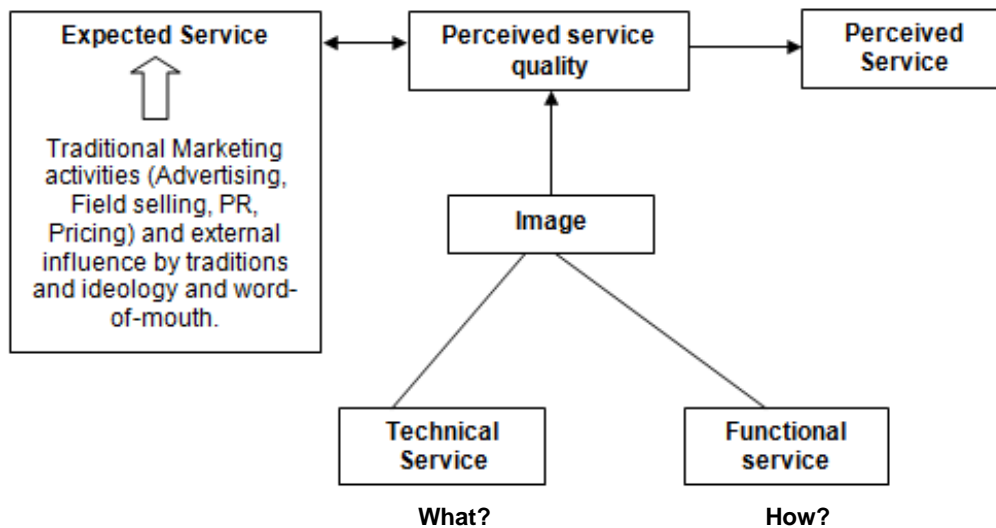 Expected Service
Traditional Marketing
activities (Advertising,
Field selling, PR,
Pricing) and external
influence by traditions
and ideology and word-
of-mouth.
Perceived service
quality
Perceived
Service
Image
Technical
Service
Functional
service
What?
How?